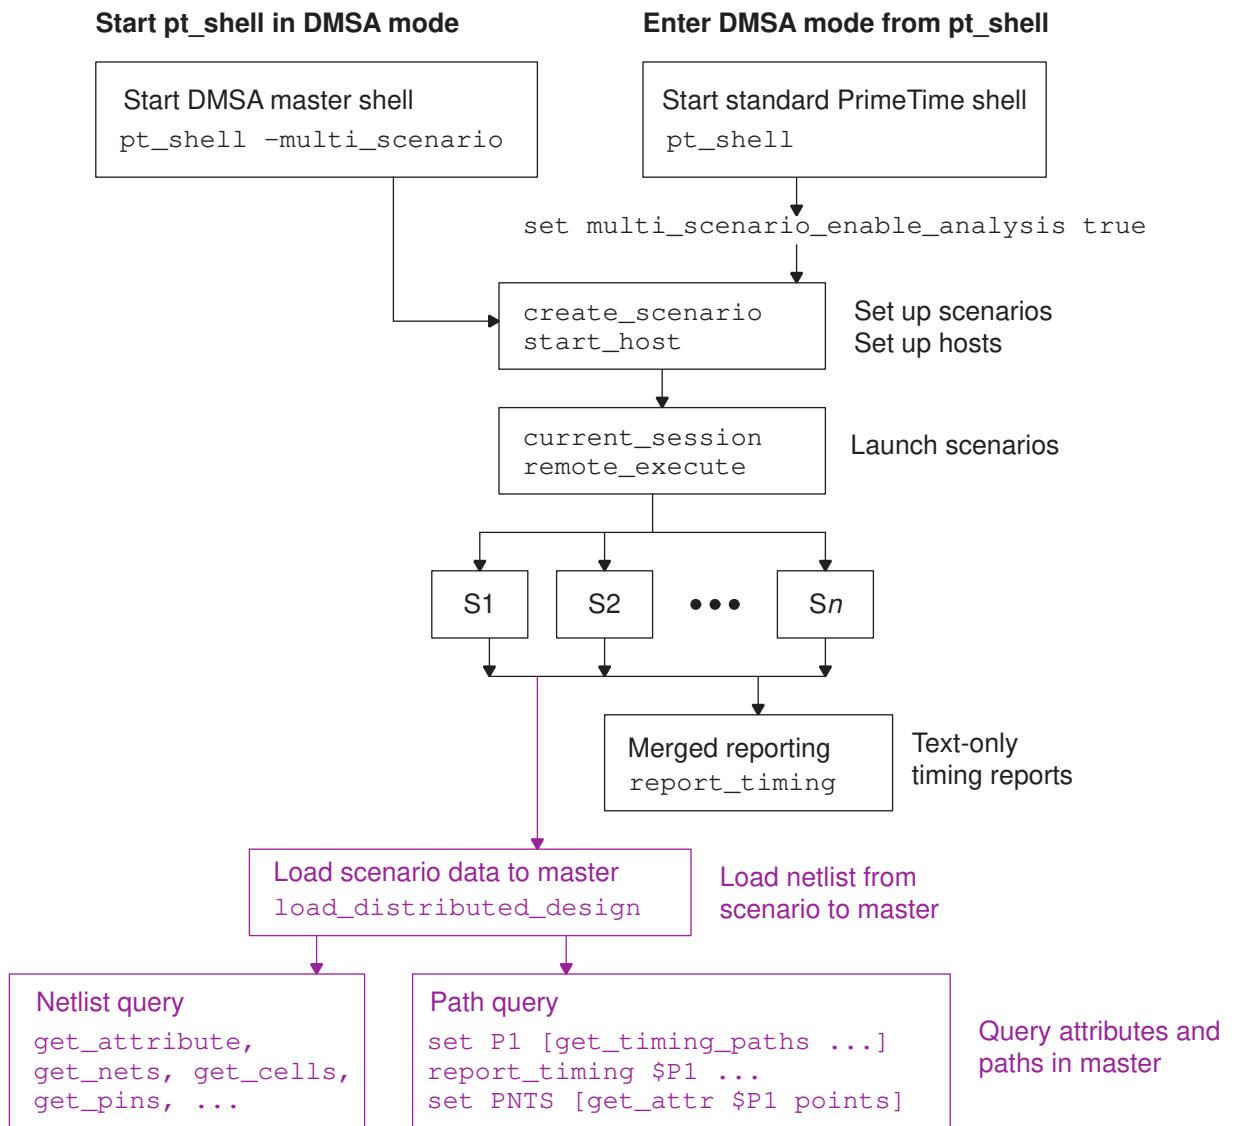 Start pt_shell in DMSA mode
Enter DMSA mode from pt_shell
Start DMSA master shell
pt_shell –multi_scenario
Start standard PrimeTime shell
pt_shell
set multi_scenario_enable_analysis true
create_scenario
start_host
Set up scenarios
Set up hosts
current_session
remote_execute
Launch scenarios
S1
S2
•••
Sn
Merged reporting
report_timing
Text-only
timing reports
Load scenario data to master
load_distributed_design
Load netlist from
scenario to master
Netlist query
get_attribute,
get_nets, get_cells,
get_pins, ...
Path query
set P1 [get_timing_paths ...]
report_timing $P1 ...
set PNTS [get_attr $P1 points]
Query attributes and
paths in master